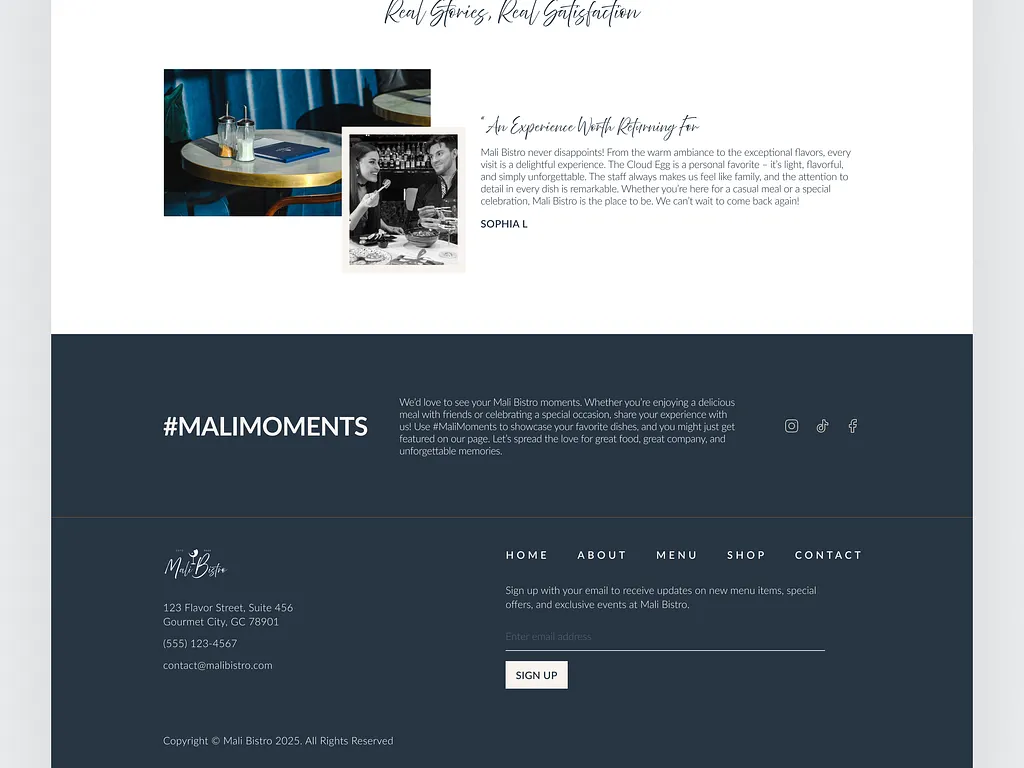 Real Stories, Real Satisfaction
“An Experience Worth Returning For
Mali Bistro never disappoints! From the warm ambiance to the exceptional flavors, every
visit is a delightful experience. The Cloud Egg is a personal favorite – it’s light, flavorful,
and simply unforgettable. The staff always makes us feel like family, and the attention to
detail in every dish is remarkable. Whether you’re here for a casual meal or a special
celebration, Mali Bistro is the place to be. We can’t wait to come back again!
SOPHIA L
#MALIMOMENTS
We’d love to see your Mali Bistro moments. Whether you’re enjoying a delicious
meal with friends or celebrating a special occasion, share your experience with
us! Use #MaliMoments to showcase your favorite dishes, and you might just get
featured on our page. Let’s spread the love for great food, great company, and
unforgettable memories.
Mali Bistro
123 Flavor Street, Suite 456
Gourmet City, GC 78901
(555) 123-4567
contact@malibistro.com
HOME ABOUT MENU SHOP CONTACT
Sign up with your email to receive updates on new menu items, special
offers, and exclusive events at Mali Bistro.
Enter email address
SIGN UP
Copyright © Mali Bistro 2025. All Rights Reserved